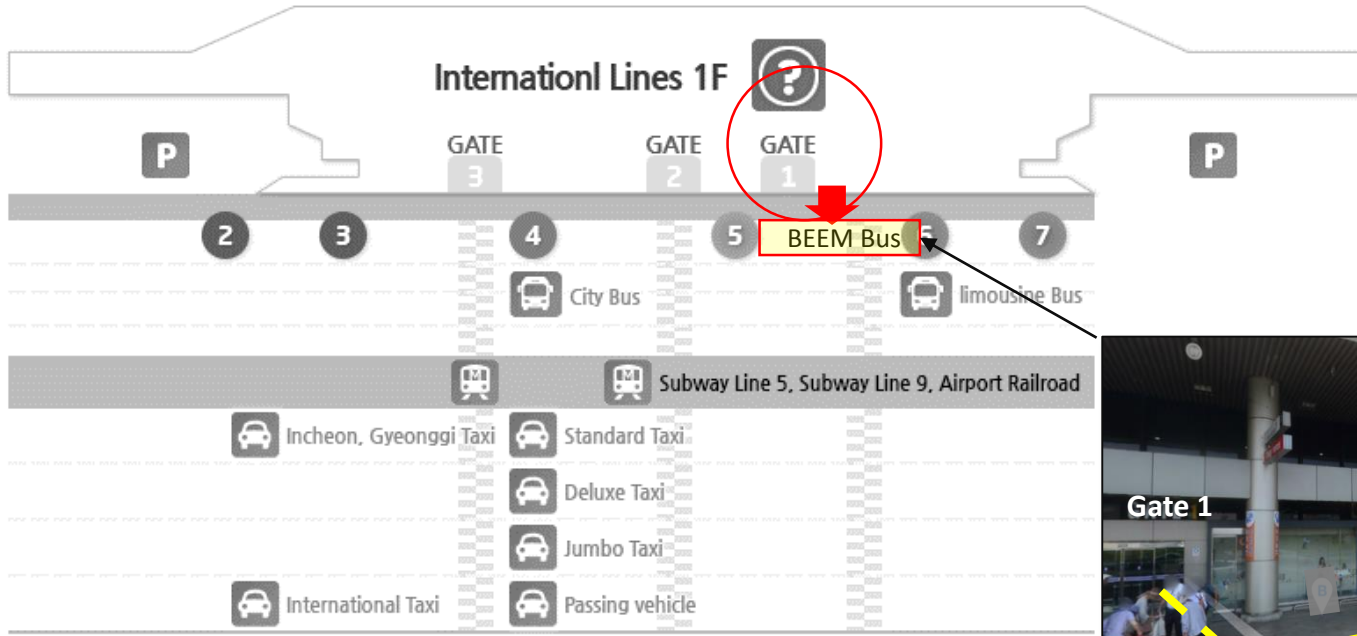 Internationl Lines 1F
?
GATE
3
GATE
2
GATE
1
P
P
2
3
4
5
BEEM Bus
6
7
City Bus
limousine Bus
M
M
Subway Line 5, Subway Line 9, Airport Railroad
Incheon, Gyeonggi Taxi
Standard Taxi
Deluxe Taxi
Jumbo Taxi
International Taxi
Passing vehicle
Gate 1
B